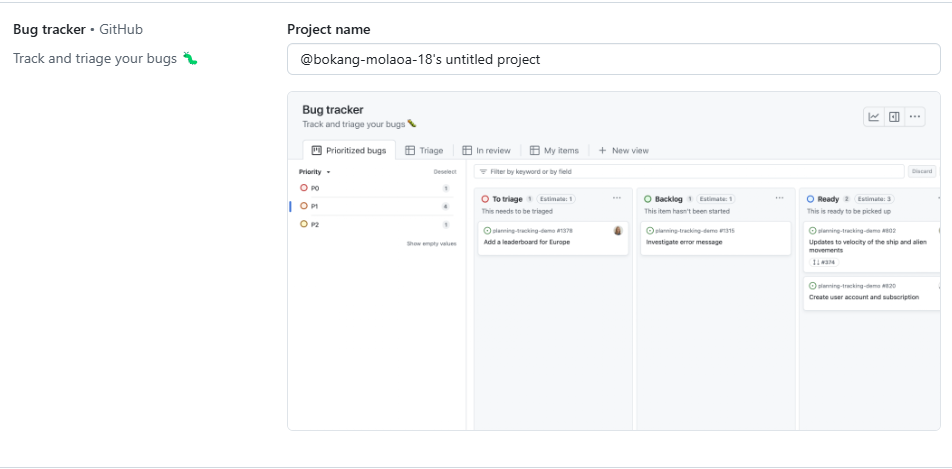 Bug tracker • GitHub
Track and triage your bugs 🐛
Project name
@bokang-molaoa-18's untitled project
Bug tracker
Track and triage your bugs 🐛
Prioritized bugs
Triage
In review
My items
+ New view
Priority
Deselect
P0 1
P1 4
P2 1
Show empty values
Filter by keyword or by field
Discard
To triage 1 Estimate: 1 ...
This needs to be triaged
planning-tracking-demo #1378
Add a leaderboard for Europe
Backlog 1 Estimate: 1 ...
This item hasn't been started
planning-tracking-demo #1315
Investigate error message
Ready 2 Estimate: 3
This is ready to be picked up
planning-tracking-demo #802
Updates to velocity of the ship and alien
movements
#374
planning-tracking-demo #820
Create user account and subscription